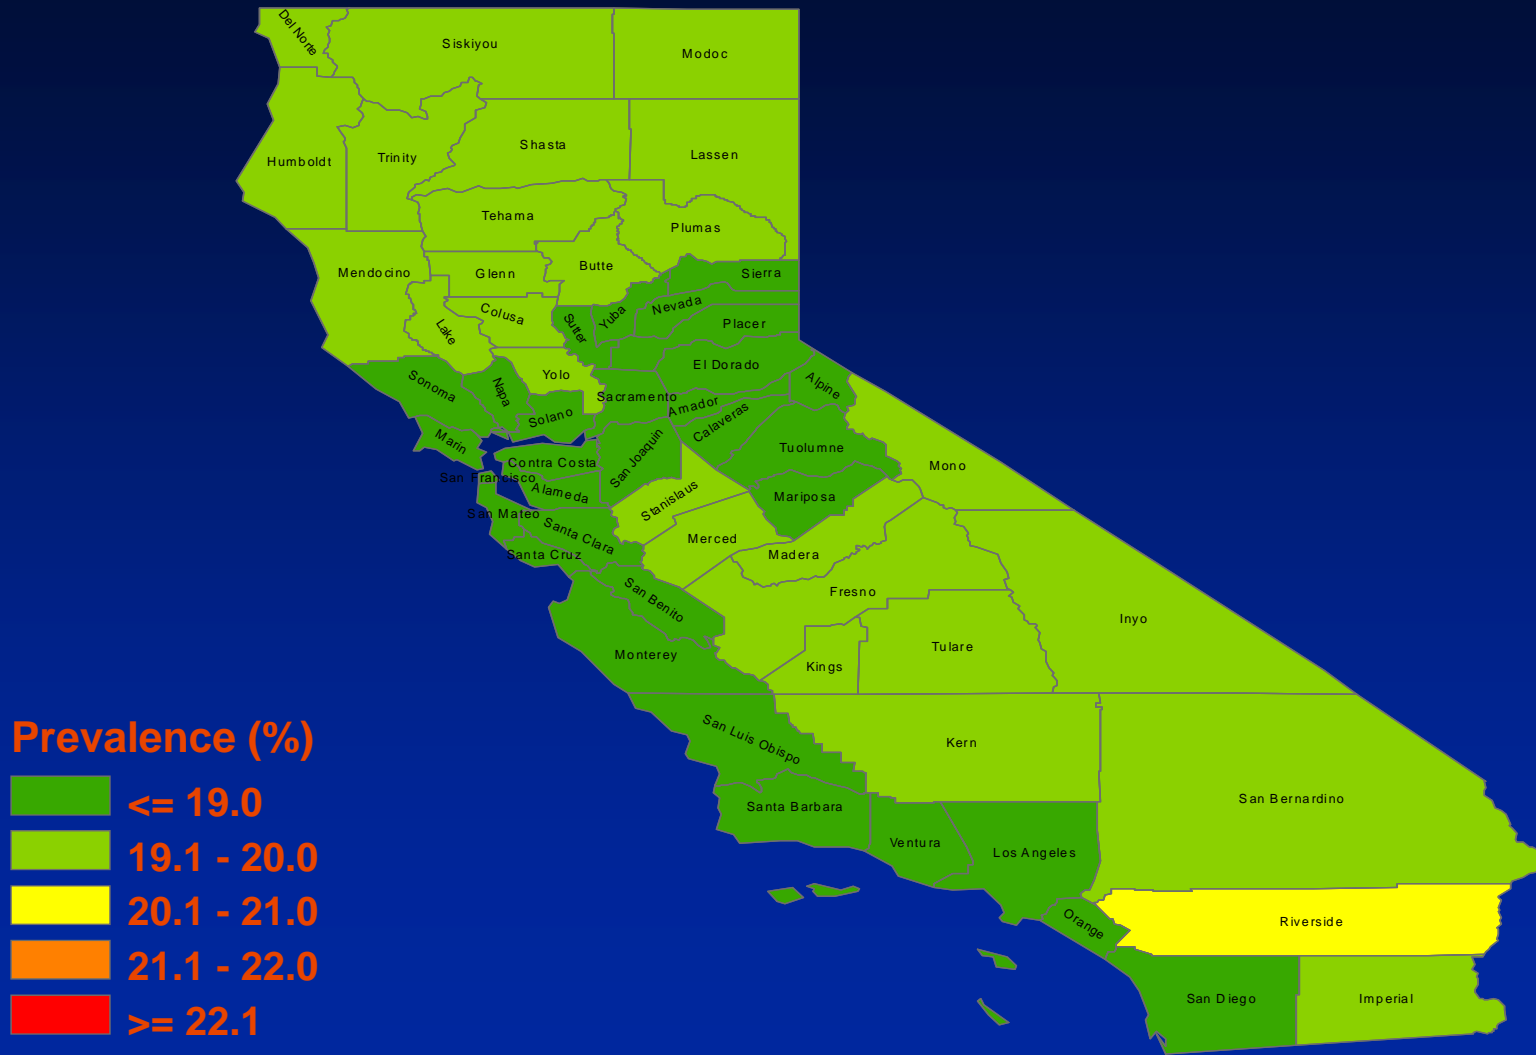 Del Norte
Siskiyou
Modoc
Humboldt
Trinity
Shasta
Lassen
Tehama
Plumas
Mendocino
Glenn
Butte
Sierra
Colusa
Lake
Sutter
Yuba
Nevada
Placer
Yolo
El Dorado
Sonoma
Napa
Solano
Sacramento
Amador
Alpine
Calaveras
Marin
Contra Costa
San Joaquin
Tuolumne
Mono
San Francisco
Alameda
Stanislaus
Mariposa
San Mateo
Santa Clara
Merced
Madera
Santa Cruz
San Benito
Fresno
Inyo
Monterey
Kings
Tulare
San Luis Obispo
Kern
San Bernardino
Santa Barbara
Ventura
Los Angeles
Orange
Riverside
San Diego
Imperial
Prevalence (%)
<= 19.0
19.1 - 20.0
20.1 - 21.0
21.1 - 22.0
>= 22.1